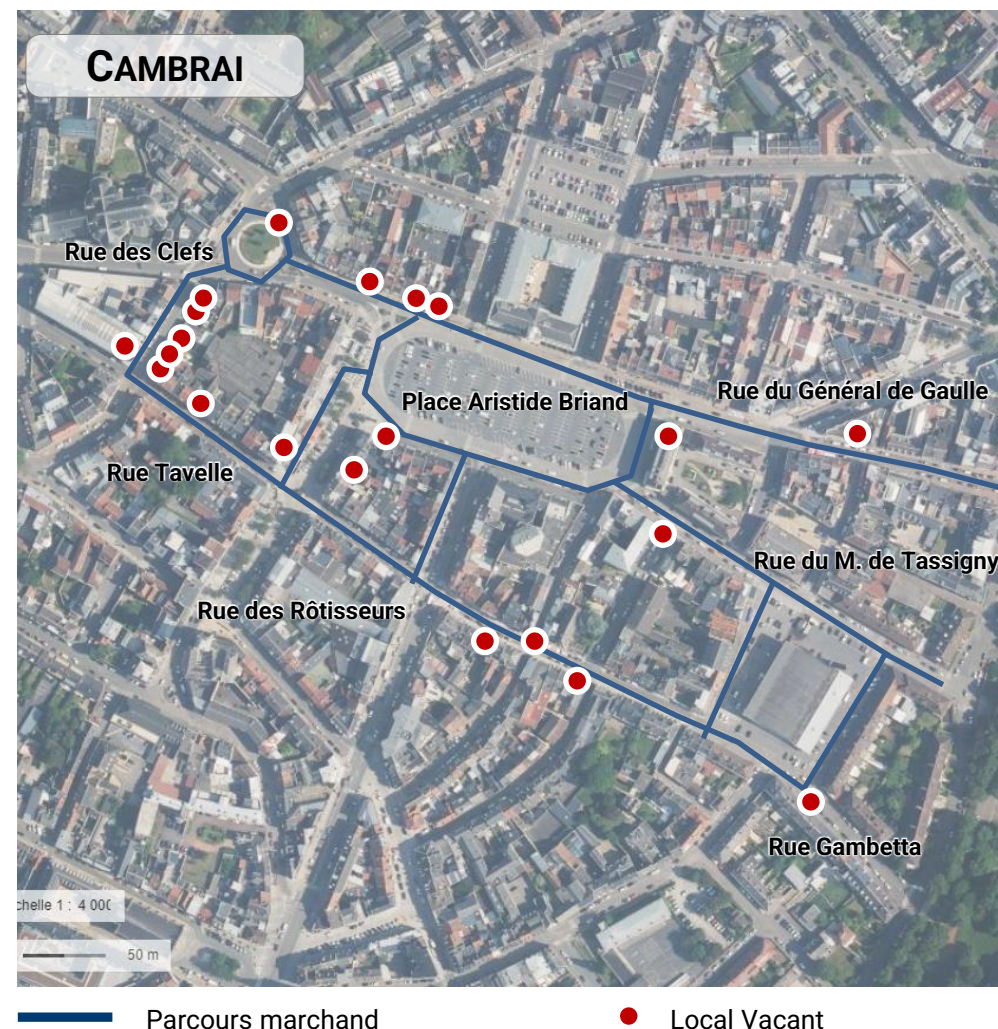 CAMBRAI
Rue des Clefs
Rue du Général de Gaulle
Place Aristide Briand
Rue Tavelle
Rue du M. de Tassigny
Rue des Rôtisseurs
Rue Gambetta
chelle 1 : 4 000
50 m
Parcours marchand
Local Vacant